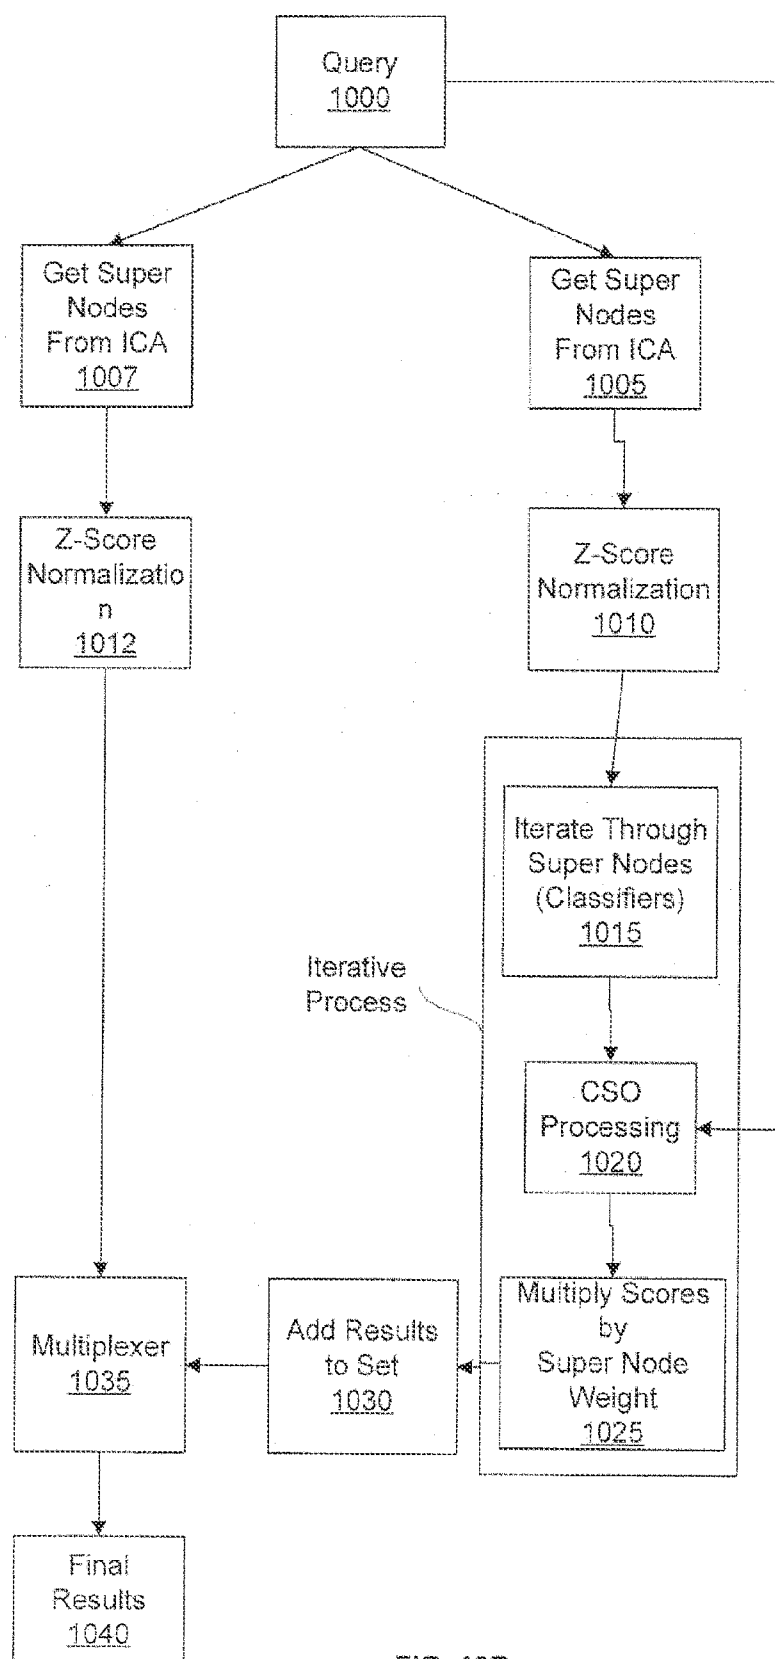 Query
1000
Get Super
Nodes
From ICA
1007
Get Super
Nodes
From ICA
1005
Z-Score
Normalizatio
n
1012
Z-Score
Normalization
1010
Iterate Through
Super Nodes
(Classifiers)
1015
Iterative
Process
CSO
Processing
1020
Multiply Scores
by
Super Node
Weight
1025
Add Results
to Set
1030
Multiplexer
1035
Final
Results
1040